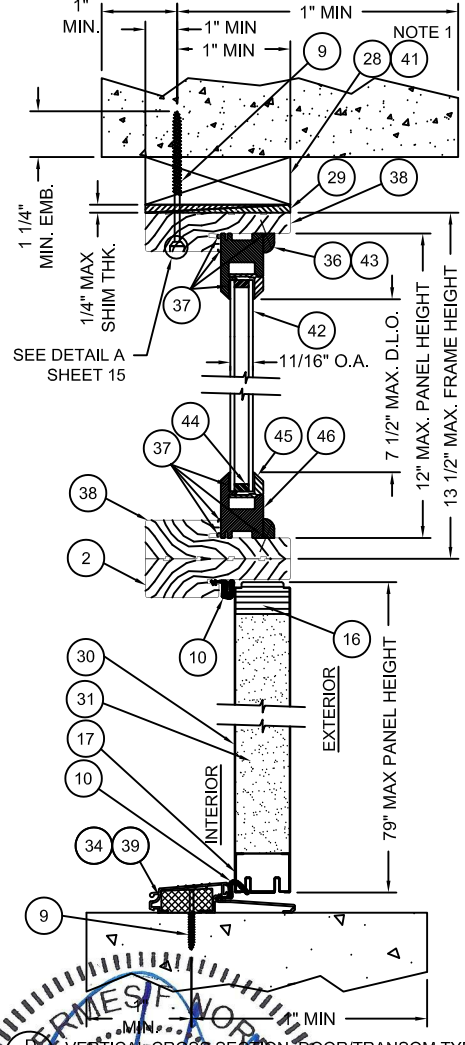 1" MIN.
1" MIN
1" MIN
1" MIN
NOTE 1
9
28
41
29
38
1 1/4"
MIN. EMB.
1/4" MAX
SHIM THK.
37
36
43
SEE DETAIL A
SHEET 15
42
11/16" O.A.
7 1/2" MAX. D.L.O.
12" MAX. PANEL HEIGHT
13 1/2" MAX. FRAME HEIGHT
44
37
45
46
38
2
10
16
30
31
17
10
INTERIOR
EXTERIOR
79" MAX PANEL HEIGHT
34
39
9
HERMES F. NOR
MIN.
1" MIN
VERTICAL CROSS SECTION